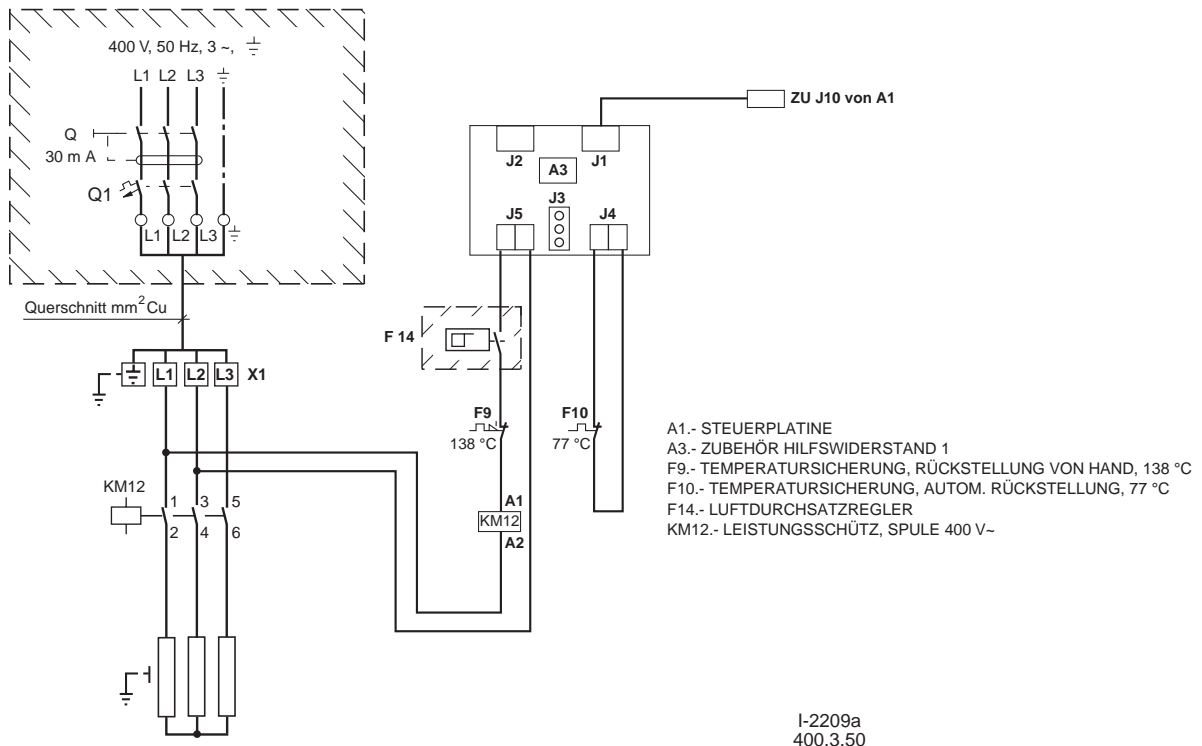 400 V, 50 Hz, 3 ~,
L1 L2 L3
Q
30 m A
Q1
L1 L2 L3
Querschnitt mm2 Cu
L1 L2 L3 X1
KM12
1 3 5
2 4 6
ZU J10 von A1
J2 J1
A3
J3
J5 J4
F 14
F9
138 °C
F10
77 °C
A1
KM12
A2
A1.- STEUERPLATINE
A3.- ZUBEHÖR HILFSWIDERSTAND 1
F9.- TEMPERATURSICHERUNG, RÜCKSTELLUNG VON HAND, 138 °C
F10.- TEMPERATURSICHERUNG, AUTOM. RÜCKSTELLUNG, 77 °C
F14.- LUFTDURCHSATZREGLER
KM12.- LEISTUNGSSCHÜTZ, SPULE 400 V~
I-2209a
400.3.50